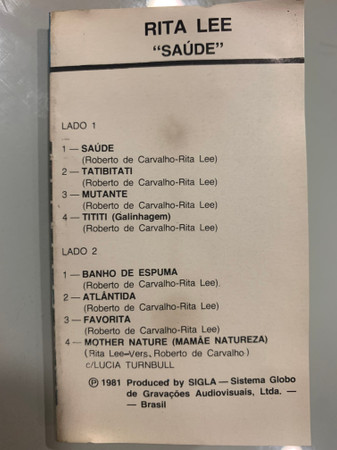 RITA LEE
"SAÚDE"
LADO 1
1 — SAÚDE
(Roberto de Carvalho-Rita Lee)
2 — TATIBITATI
(Roberto de Carvalho-Rita Lee)
3 — MUTANTE
(Roberto de Carvalho-Rita Lee)
4 — TITITI (Galinhagem)
(Roberto de Carvalho-Rita Lee)
LADO 2
1 — BANHO DE ESPUMA
(Roberto de Carvalho-Rita Lee).
2 — ATLÂNTIDA
(Roberto de Carvalho-Rita Lee)
3 — FAVORITA
(Roberto de Carvalho-Rita Lee)
4 — MOTHER NATURE (MAMÃE NATUREZA)
(Rita Lee-Vers. Roberto de Carvalho)
c/LUCIA TURNBULL
℗ 1981 Produced by SIGLA — Sistema Globo
de Gravações Audiovisuais, Ltda. —
— Brasil